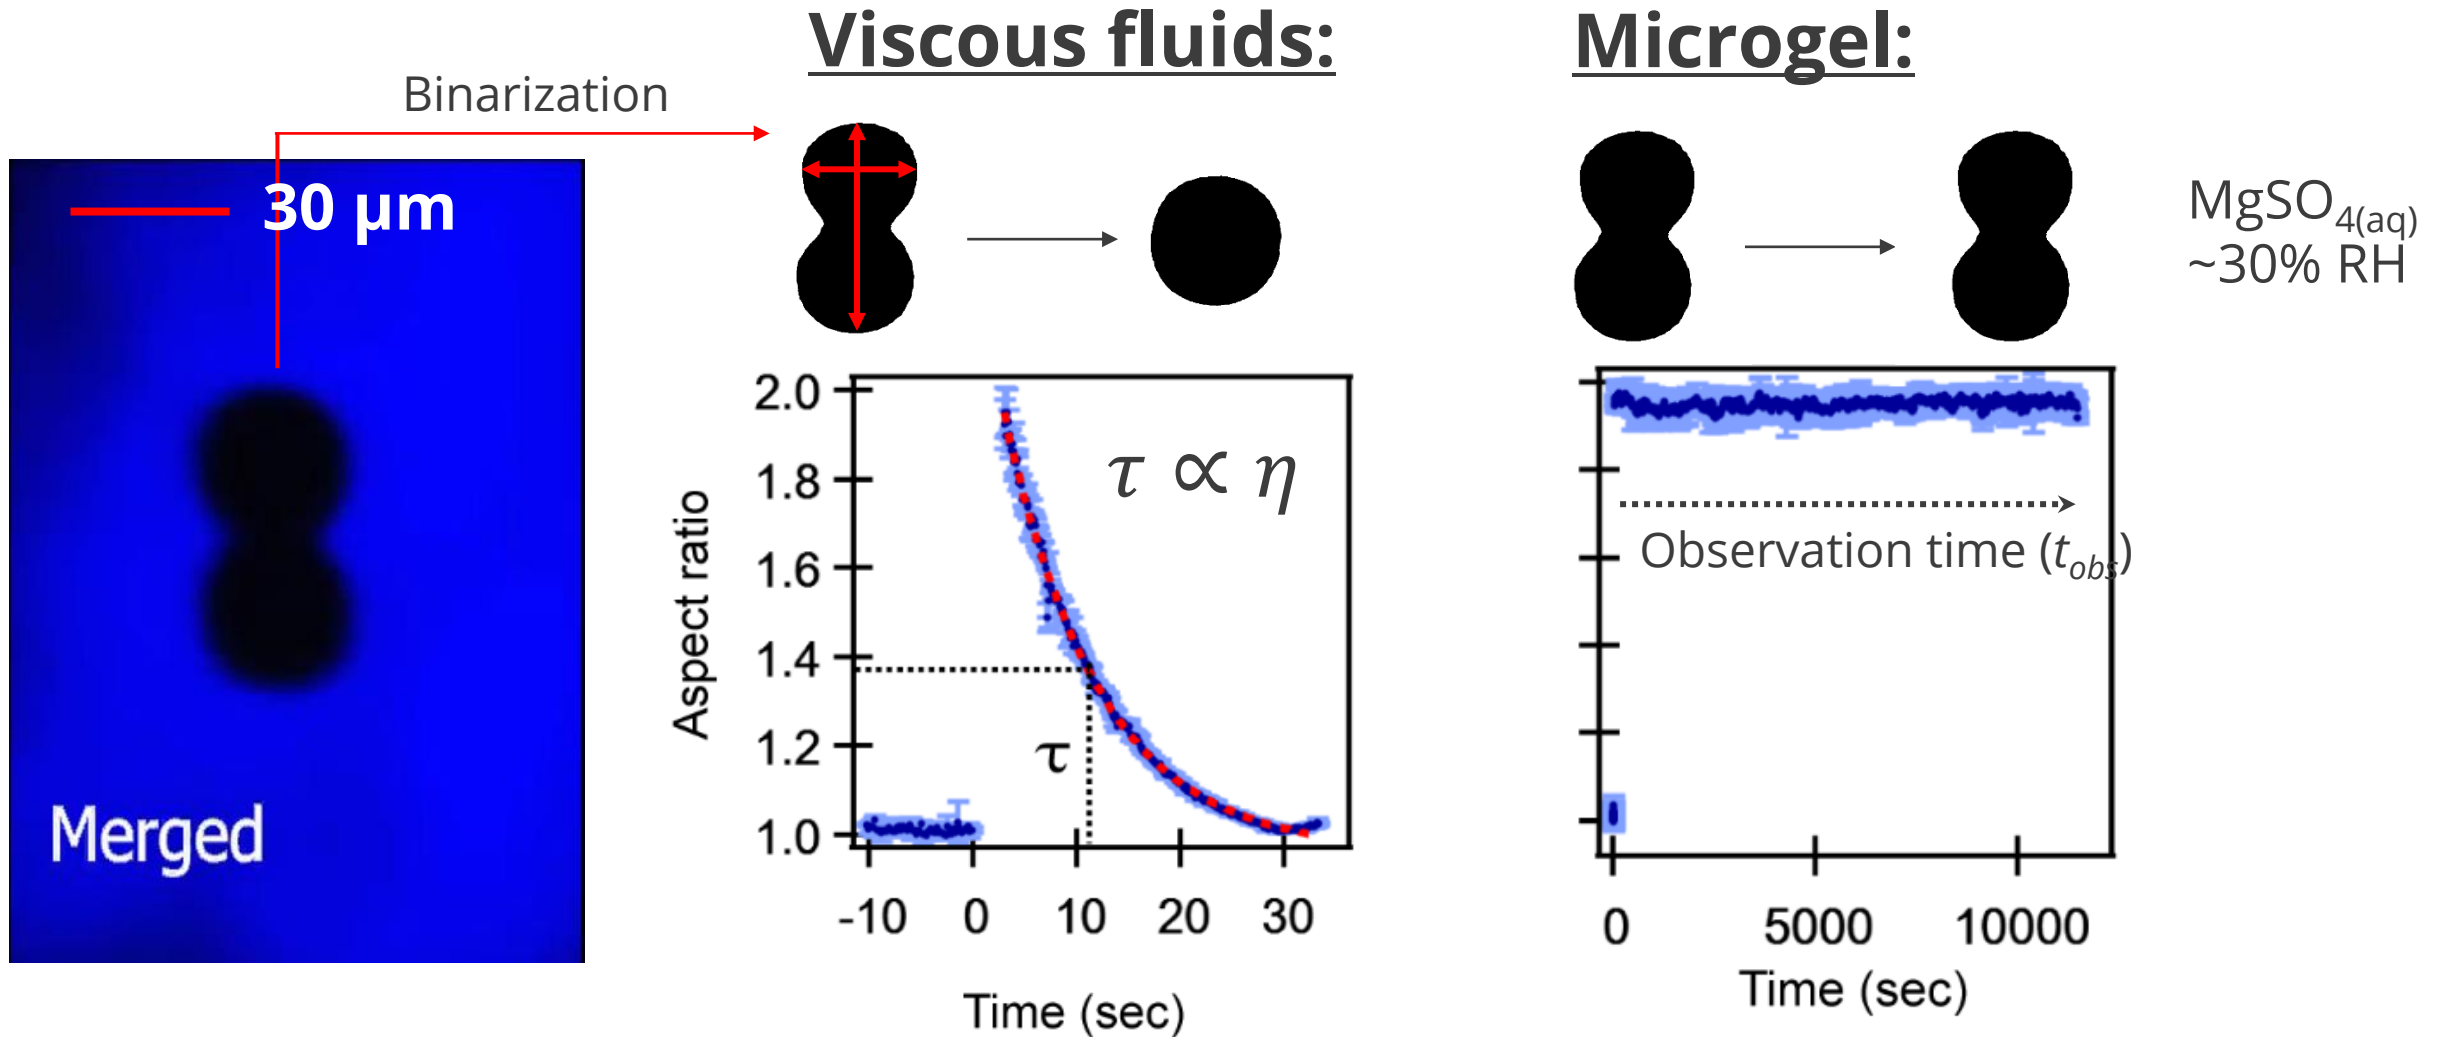 Viscous fluids:
Microgel:
Binarization
30 µm
Merged
MgSO4(aq)
~30% RH
Aspect ratio
2.0
1.8
1.6
1.4
1.2
1.0
τ ∝ η
τ
-10 0 10 20 30
Time (sec)
Observation time (tobs)
0 5000 10000
Time (sec)